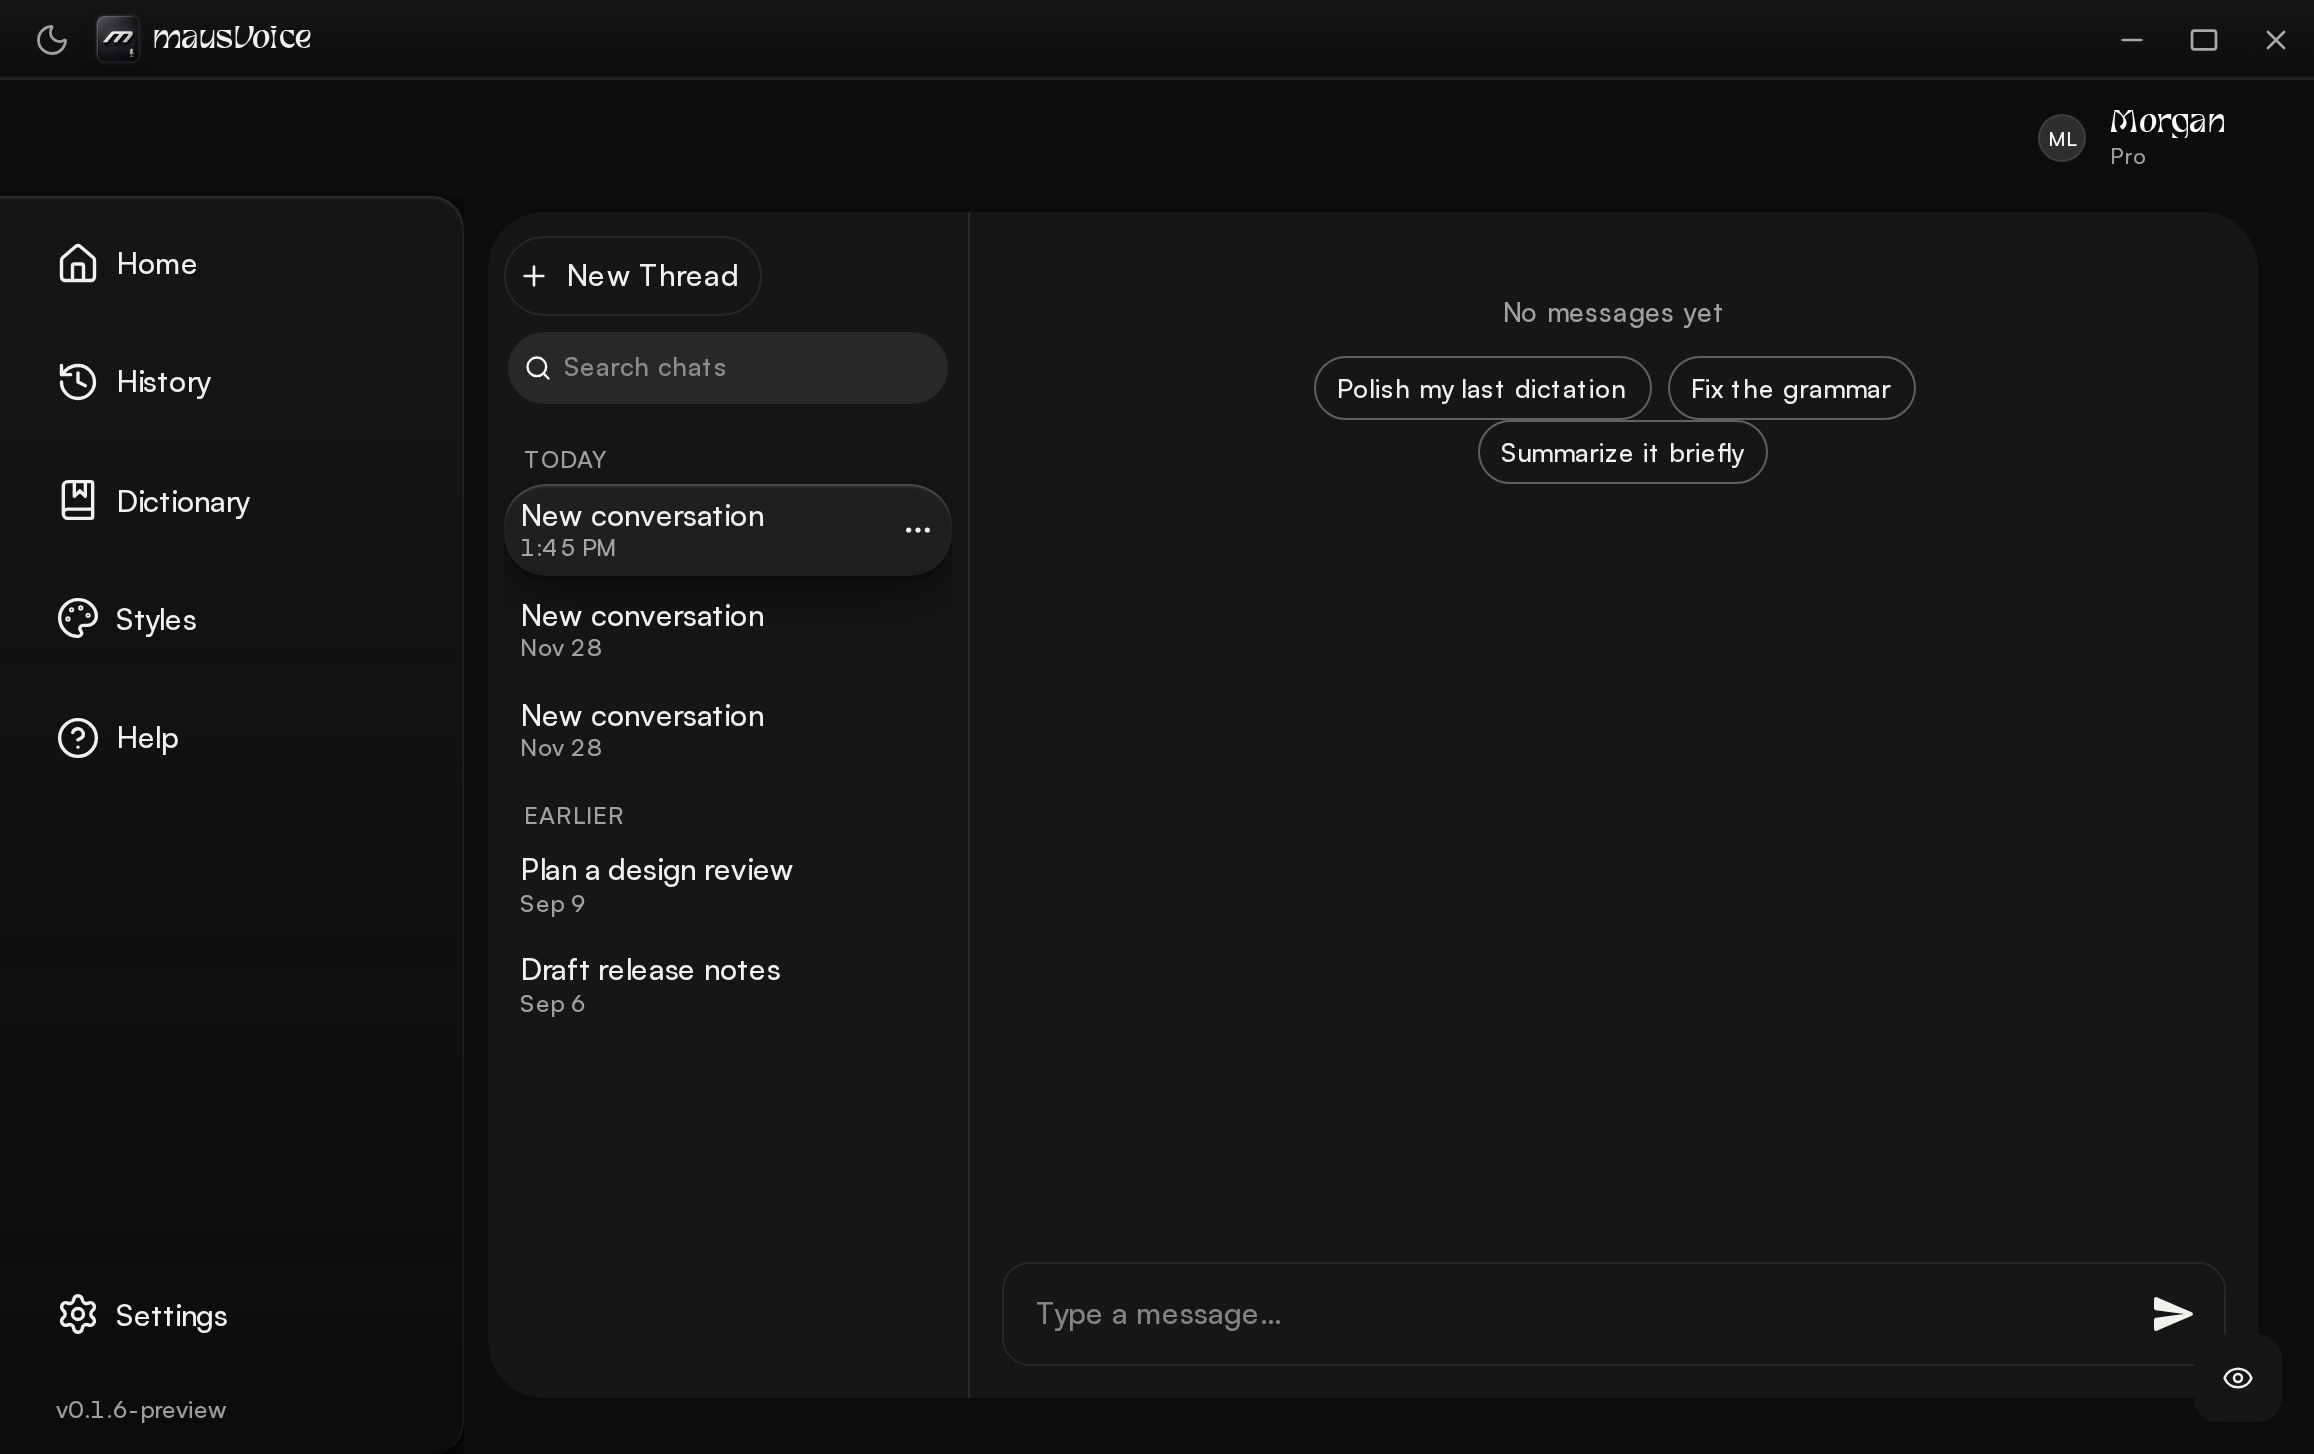 mausVoice
ML
Morgan
Pro
Home
History
Dictionary
Styles
Help
Settings
v0.1.6-preview
New Thread
Search chats
TODAY
New conversation
1:45 PM
New conversation
Nov 28
New conversation
Nov 28
EARLIER
Plan a design review
Sep 9
Draft release notes
Sep 6
No messages yet
Polish my last dictation
Fix the grammar
Summarize it briefly
Type a message...